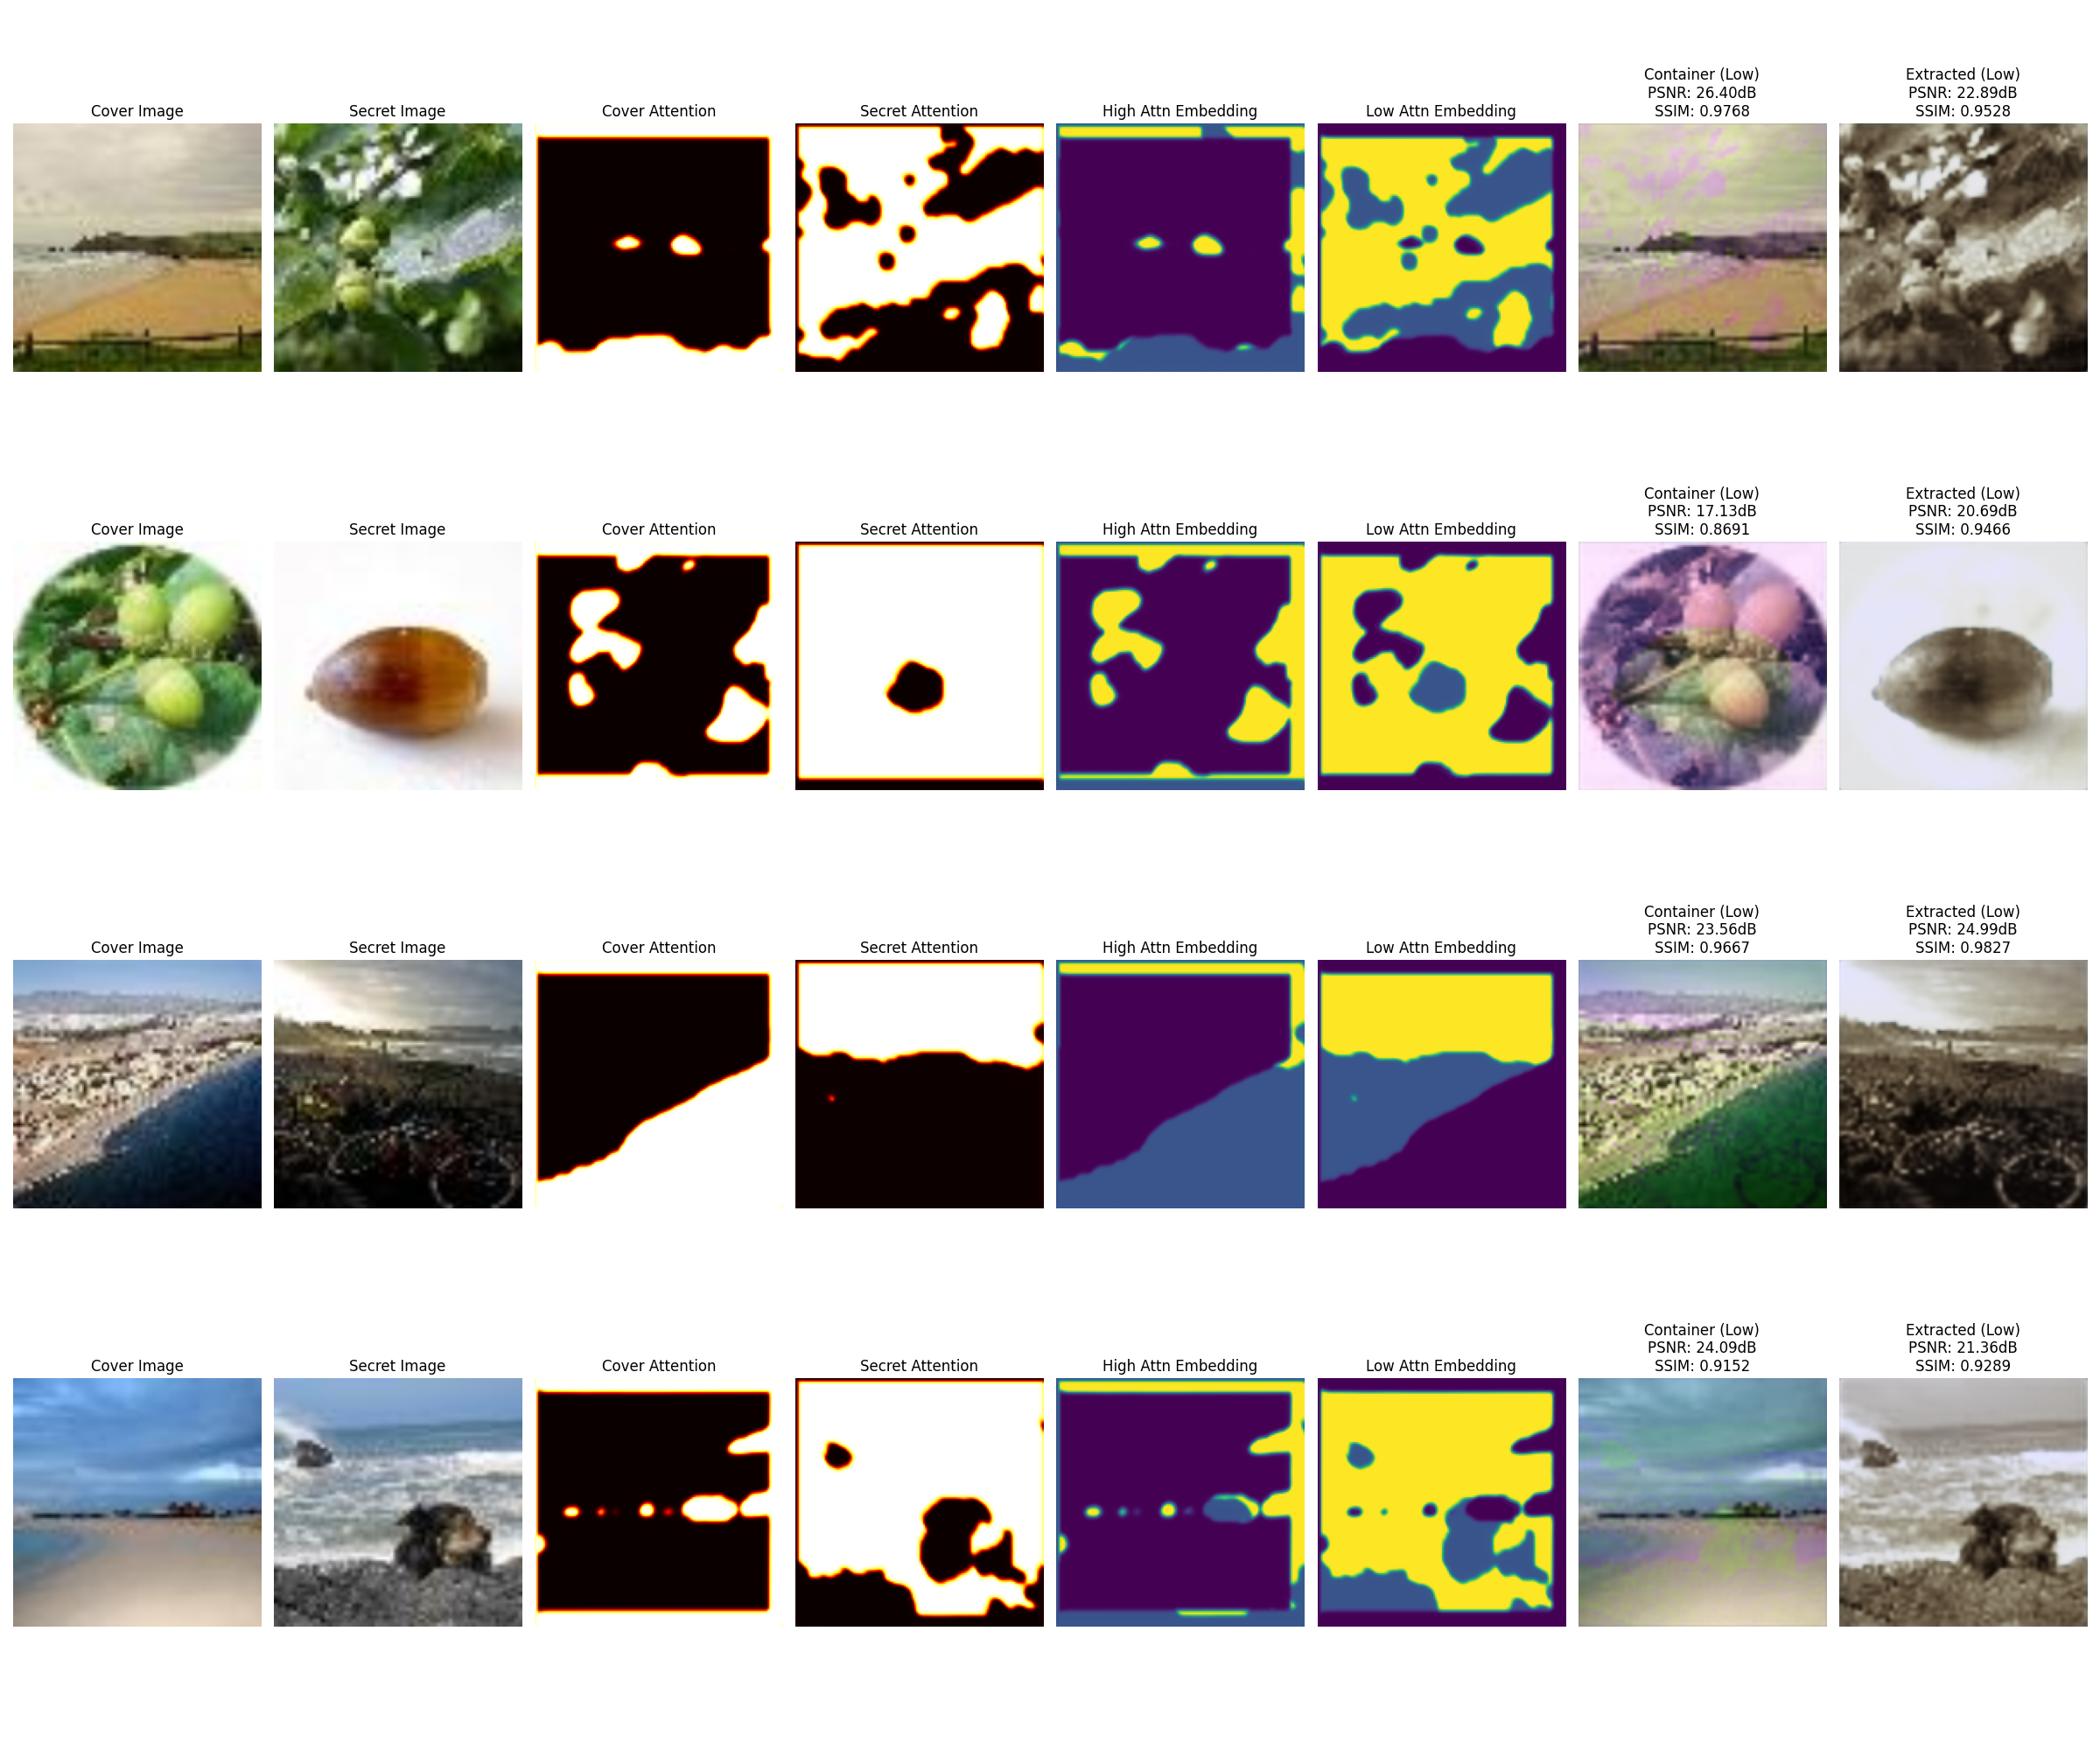 Container (Low)
PSNR: 26.40dB
SSIM: 0.9768
Extracted (Low)
PSNR: 22.89dB
SSIM: 0.9528
Cover Image
Secret Image
Cover Attention
Secret Attention
High Attn Embedding
Low Attn Embedding
Container (Low)
PSNR: 17.13dB
SSIM: 0.8691
Extracted (Low)
PSNR: 20.69dB
SSIM: 0.9466
Cover Image
Secret Image
Cover Attention
Secret Attention
High Attn Embedding
Low Attn Embedding
Container (Low)
PSNR: 23.56dB
SSIM: 0.9667
Extracted (Low)
PSNR: 24.99dB
SSIM: 0.9827
Cover Image
Secret Image
Cover Attention
Secret Attention
High Attn Embedding
Low Attn Embedding
Container (Low)
PSNR: 24.09dB
SSIM: 0.9152
Extracted (Low)
PSNR: 21.36dB
SSIM: 0.9289
Cover Image
Secret Image
Cover Attention
Secret Attention
High Attn Embedding
Low Attn Embedding